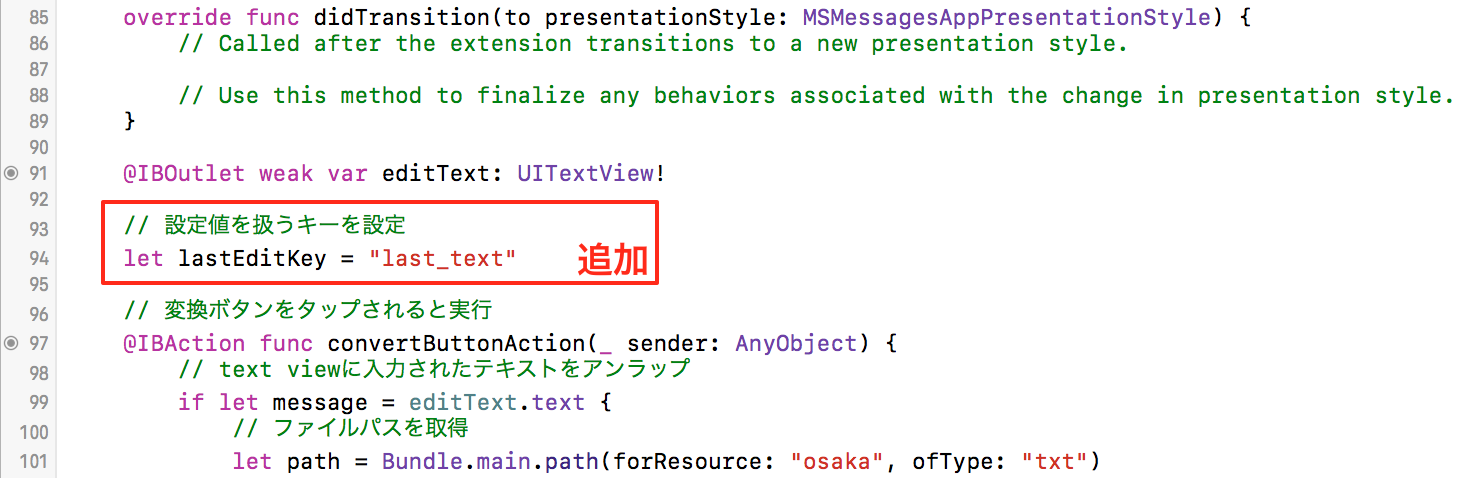 85 override func didTransition(to presentationStyle: MSMessagesAppPresentationStyle) {
86 // Called after the extension transitions to a new presentation style.
87
88 // Use this method to finalize any behaviors associated with the change in presentation style.
89 }
90
91 @IBOutlet weak var editText: UITextView!
92
93 // 設定値を扱うキーを設定
94 let lastEditKey = "last_text" 追加
95
96 // 変換ボタンをタップされると実行
97 @IBAction func convertButtonAction(_ sender: AnyObject) {
98 // text viewに入力されたテキストをアンラップ
99 if let message = editText.text {
100 // ファイルパスを取得
101 let path = Bundle.main.path(forResource: "osaka", ofType: "txt")